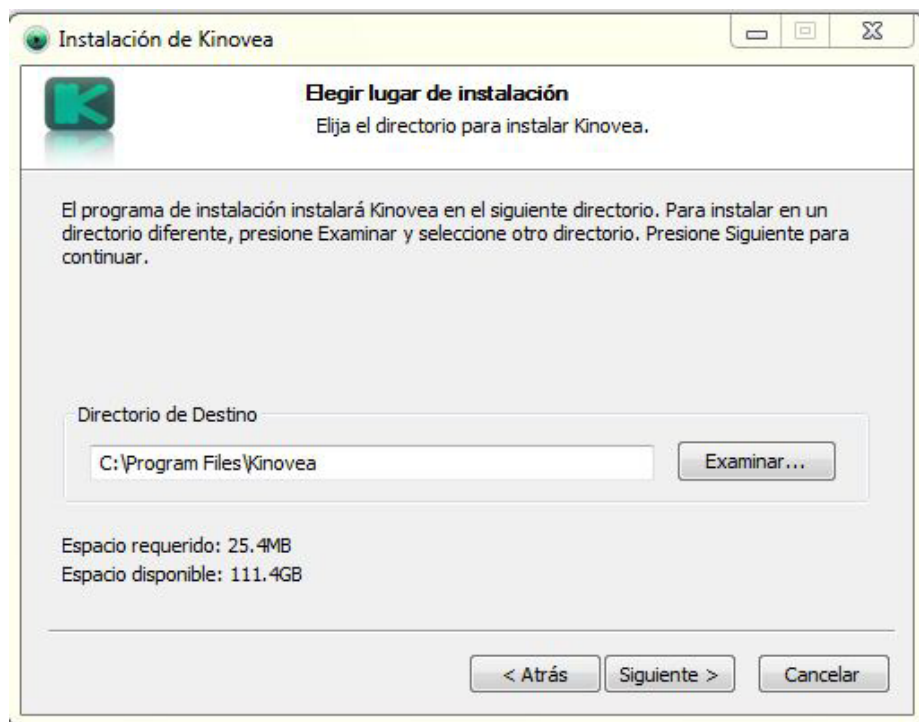 Instalación de Kinovea
Elegir lugar de instalación
Elija el directorio para instalar Kinovea.
El programa de instalación instalará Kinovea en el siguiente directorio. Para instalar en un
directorio diferente, presione Examinar y seleccione otro directorio. Presione Siguiente para
continuar.
Directorio de Destino
C:\Program Files\Kinovea
Examinar...
Espacio requerido: 25.4MB
Espacio disponible: 111.4GB
< Atrás
Siguiente >
Cancelar